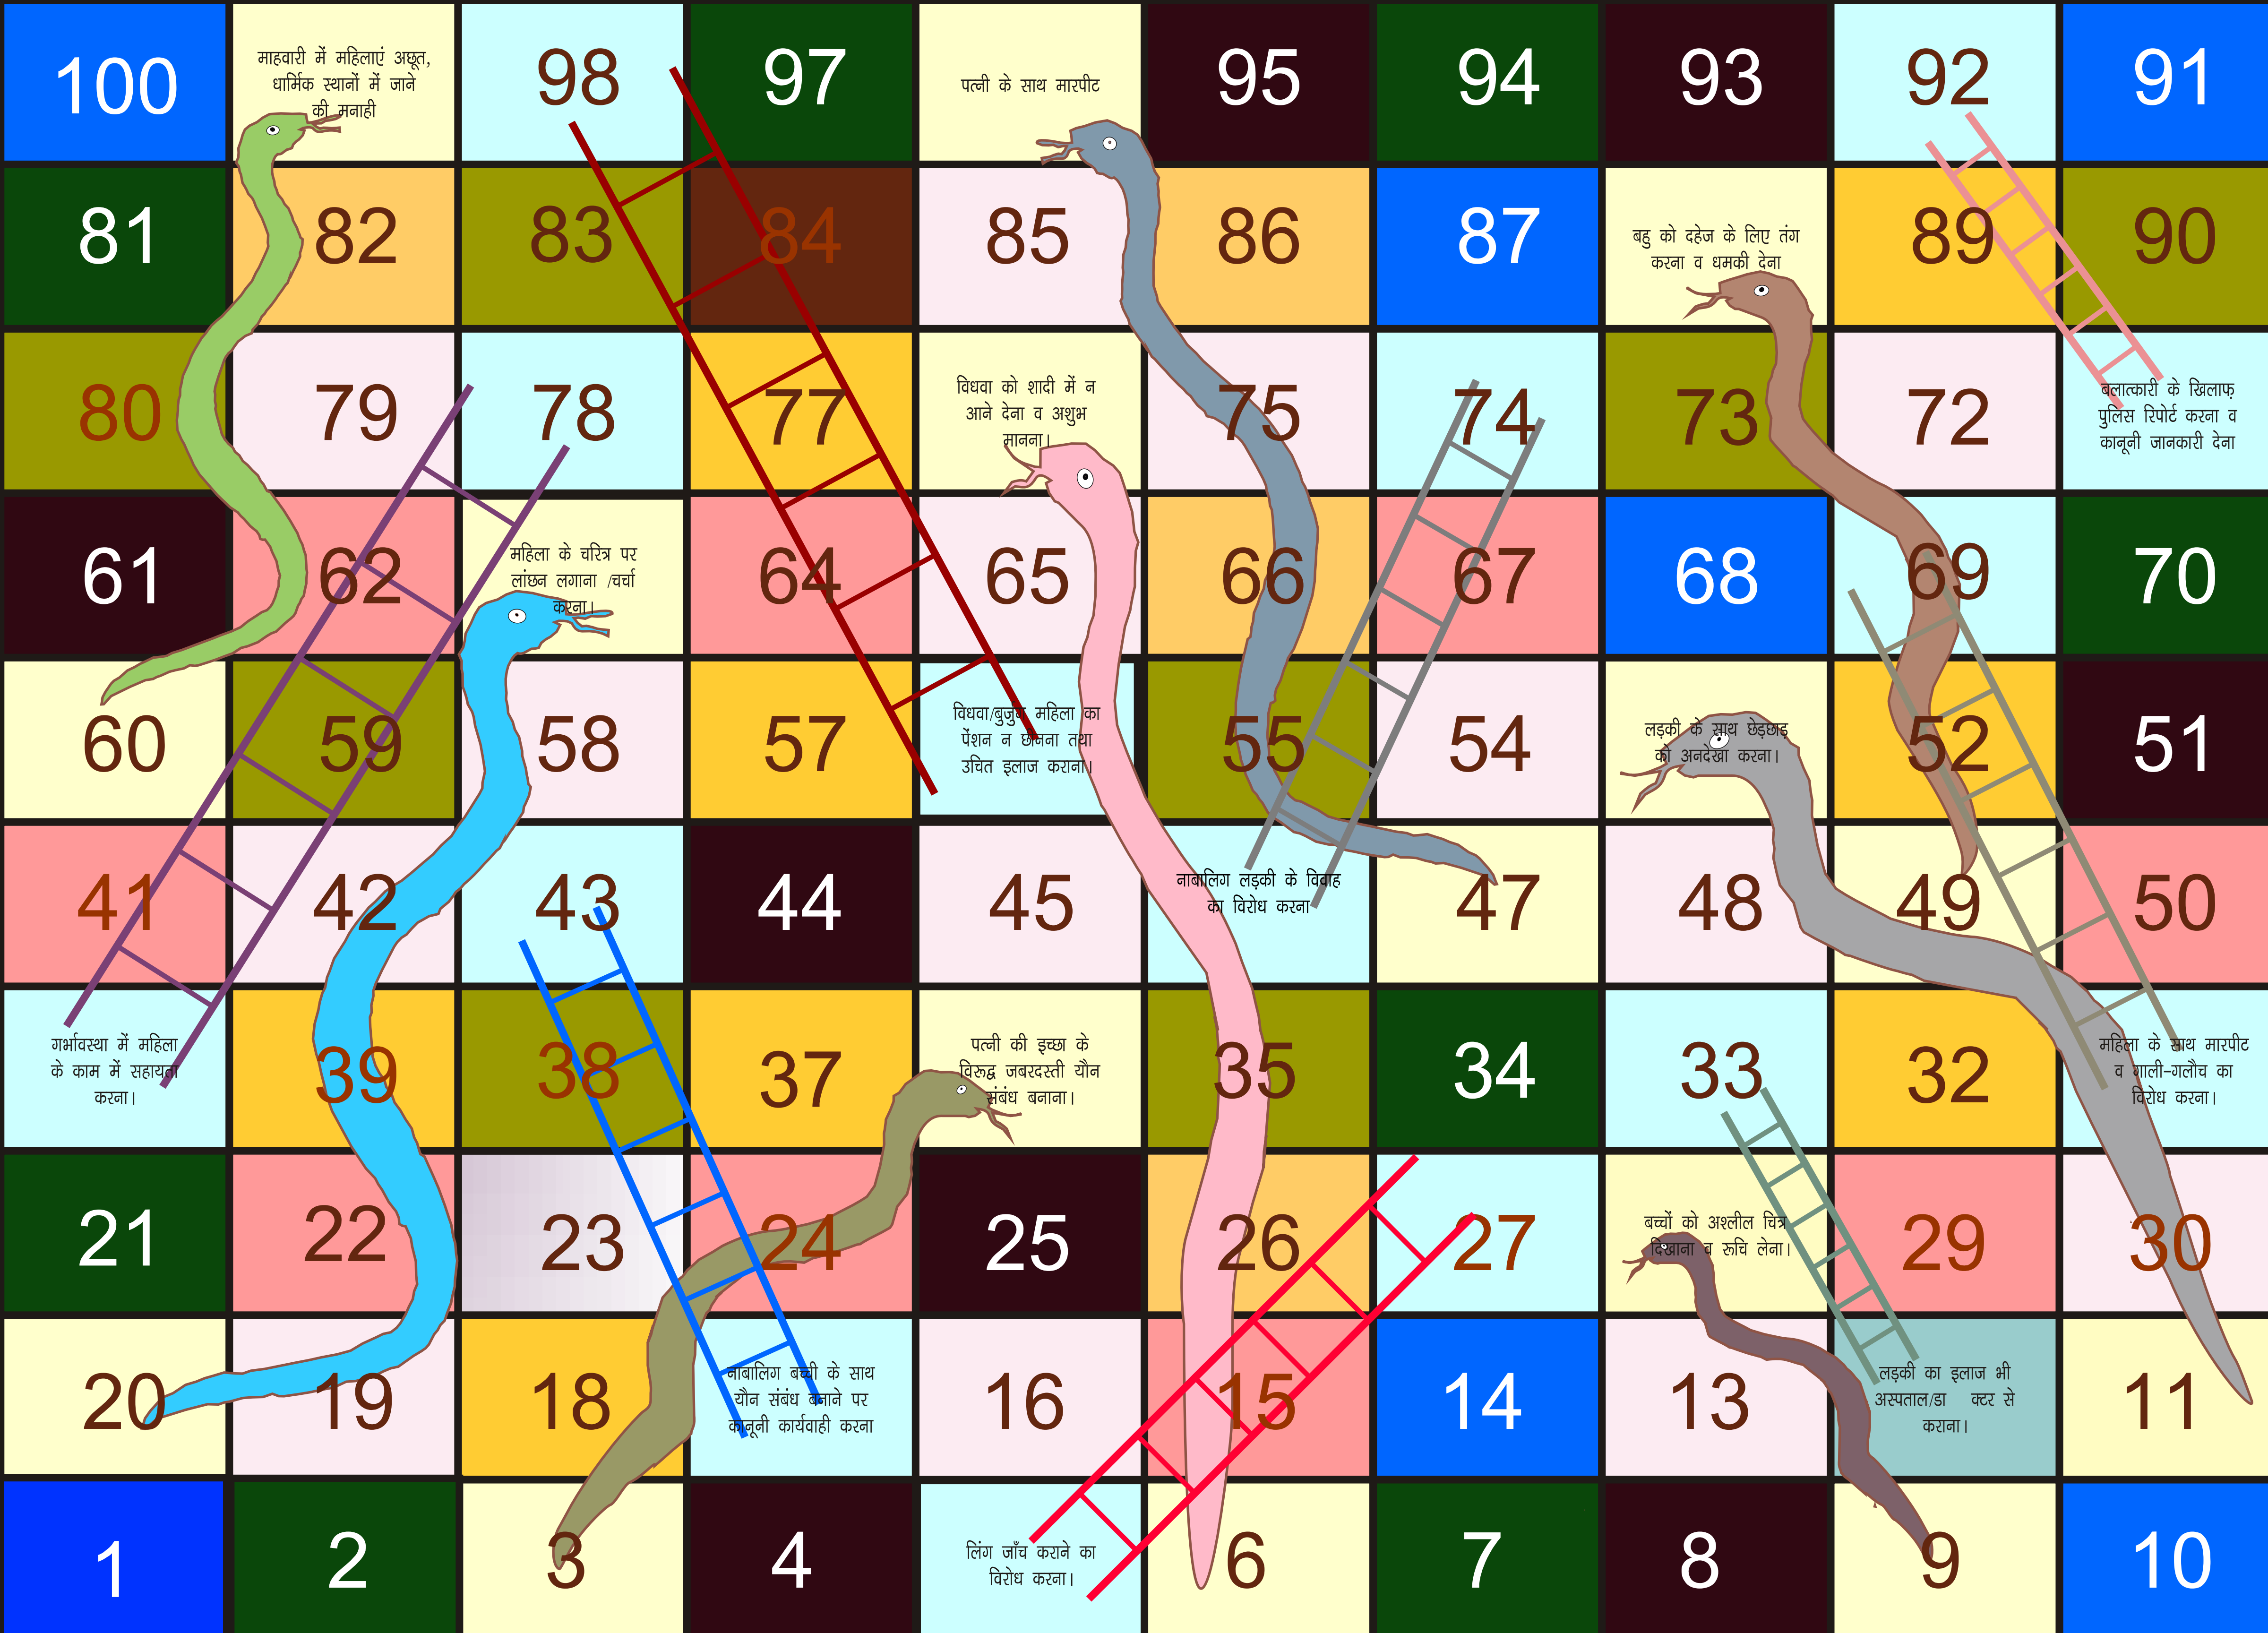 100
माहवारी में महिलाएं अछूत,
धार्मिक स्थानों में जाने
की मनाही
98
97
पत्नी के साथ मारपीट
95
94
93
92
91
81
82
83
84
85
86
87
बहु को दहेज के लिए तंग
करना व धमकी देना
89
90
80
79
78
77
विधवा को शादी में न
आने देना व अशुभ
मानना।
75
74
73
72
बलात्कारी के खिलाफ़
पुलिस रिपोर्ट करना व
कानूनी जानकारी देना
61
62
महिला के चरित्र पर
लांछन लगाना /चर्चा
करना।
64
65
66
67
68
69
70
60
59
58
57
विधवा/बुजुर्ग महिला का
पेंशन न छीनना तथा
उचित इलाज कराना।
55
54
लड़की के साथ छेड़छाड़
को अनदेखा करना।
52
51
41
42
43
44
45
नाबालिग लड़की के विवाह
का विरोध करना
47
48
49
50
गर्भावस्था में महिला
के काम में सहायता
करना।
39
38
37
पत्नी की इच्छा के
विरूद्ध जबरदस्ती यौन
संबंध बनाना।
35
34
33
32
महिला के साथ मारपीट
व गाली-गलौच का
विरोध करना।
21
22
23
24
25
26
27
बच्चों को अश्लील चित्र
दिखाना व रूचि लेना।
29
30
20
19
18
नाबालिग बच्ची के साथ
यौन संबंध बनाने पर
कानूनी कार्यवाही करना
16
15
14
13
लड़की का इलाज भी
अस्पताल/डा क्टर से
कराना।
11
1
2
3
4
लिंग जाँच कराने का
विरोध करना।
6
7
8
9
10